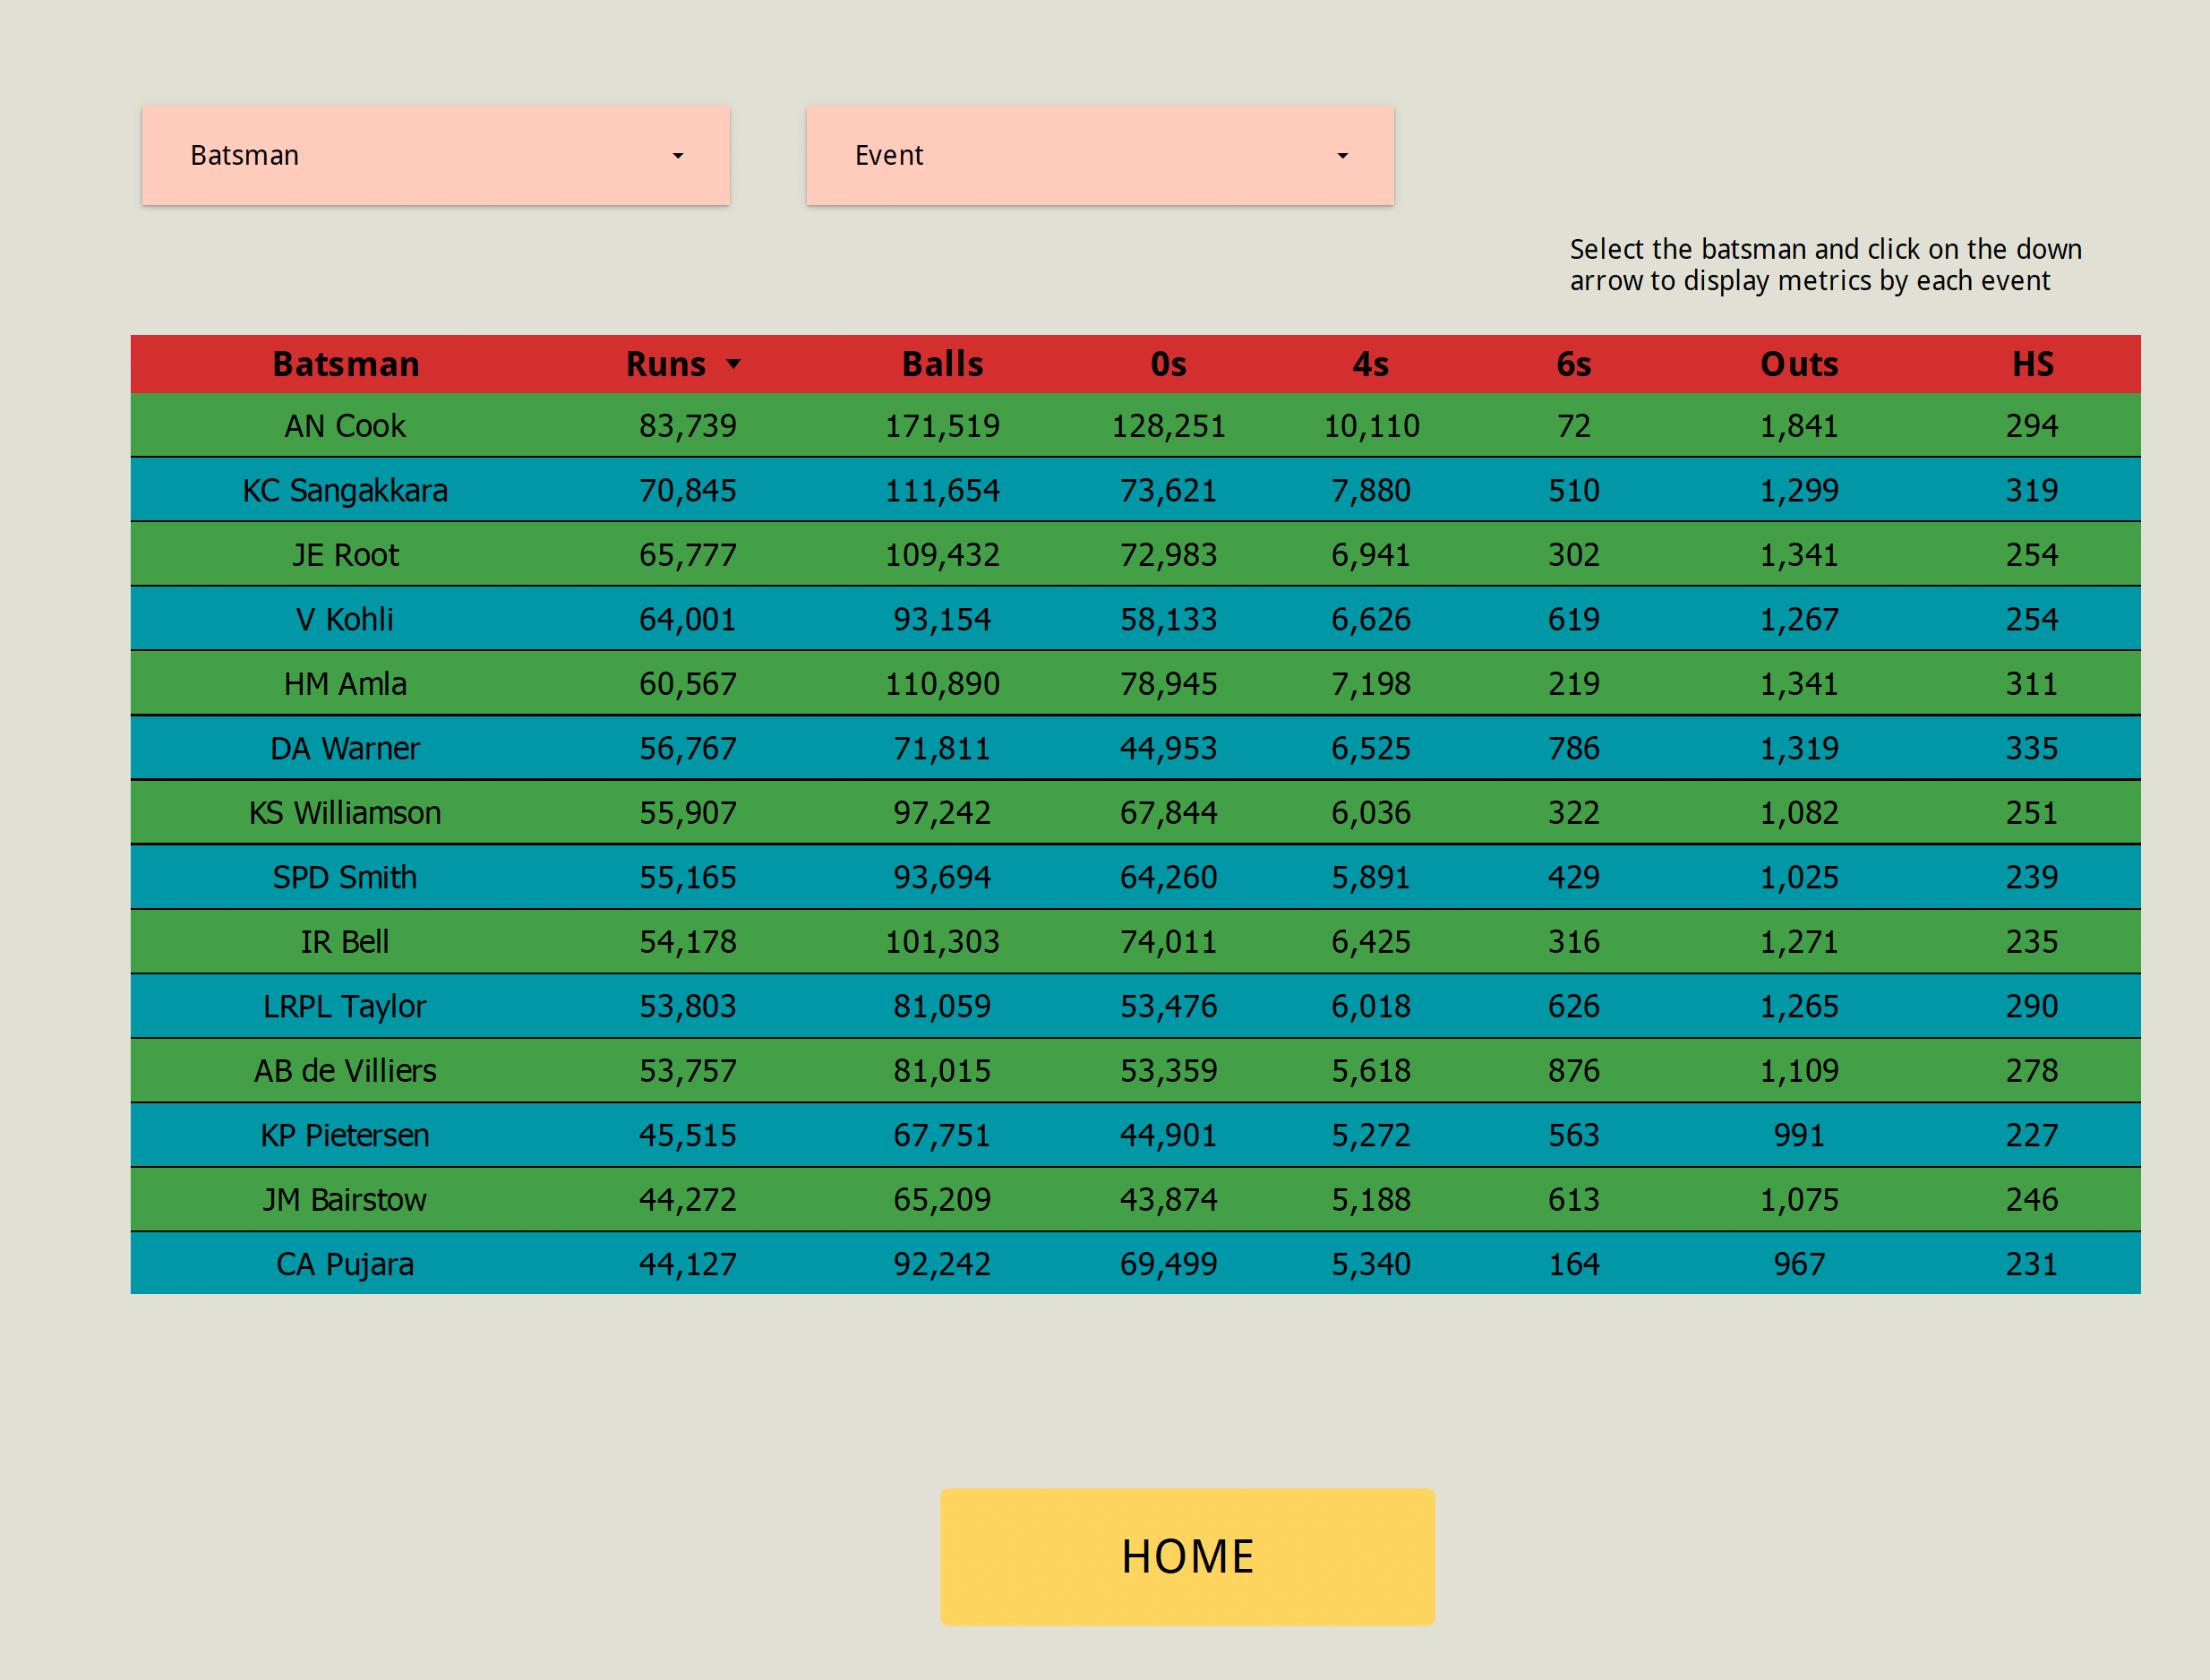 Batsman Event
Select the batsman and click on the down
arrow to display metrics by each event
Batsman Runs Balls 0s 4s 6s Outs HS
AN Cook 83,739 171,519 128,251 10,110 72 1,841 294
KC Sangakkara 70,845 111,654 73,621 7,880 510 1,299 319
JE Root 65,777 109,432 72,983 6,941 302 1,341 254
V Kohli 64,001 93,154 58,133 6,626 619 1,267 254
HM Amla 60,567 110,890 78,945 7,198 219 1,341 311
DA Warner 56,767 71,811 44,953 6,525 786 1,319 335
KS Williamson 55,907 97,242 67,844 6,036 322 1,082 251
SPD Smith 55,165 93,694 64,260 5,891 429 1,025 239
IR Bell 54,178 101,303 74,011 6,425 316 1,271 235
LRPL Taylor 53,803 81,059 53,476 6,018 626 1,265 290
AB de Villiers 53,757 81,015 53,359 5,618 876 1,109 278
KP Pietersen 45,515 67,751 44,901 5,272 563 991 227
JM Bairstow 44,272 65,209 43,874 5,188 613 1,075 246
CA Pujara 44,127 92,242 69,499 5,340 164 967 231
HOME